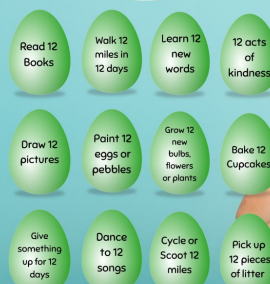 Read 12
Books
Walk 12
miles in
12 days
Learn 12
new
words
12 acts
of
kindness
Draw 12
pictures
Paint 12
eggs or
pebbles
Grow 12
new
bulbs,
flowers
or plants
Bake 12
Cupcakes
Give
something
up for 12
days
Dance
to 12
songs
Cycle or
Scoot 12
miles
Pick up
12 pieces
of litter